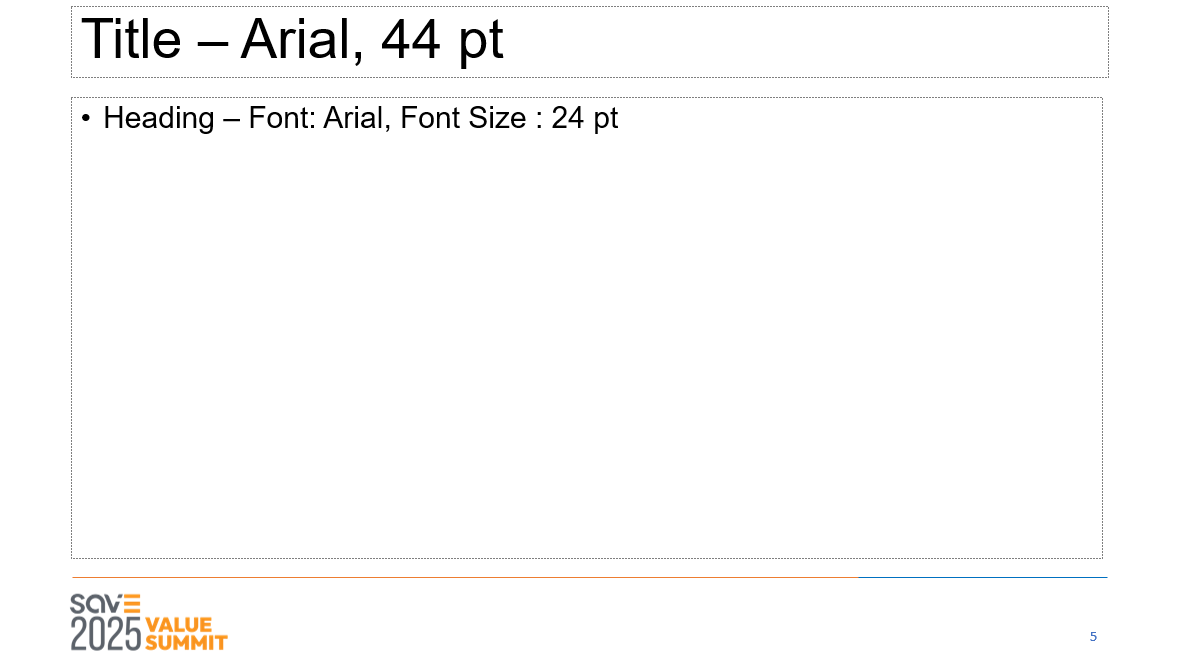 Title – Arial, 44 pt
• Heading – Font: Arial, Font Size : 24 pt
SAVE
2025 VALUE
SUMMIT
5